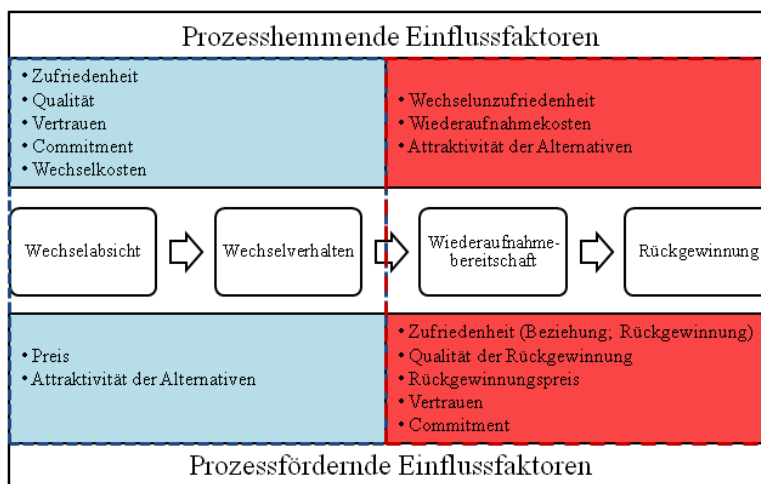 Prozesshemmende Einflussfaktoren
• Zufriedenheit
• Qualität
• Vertrauen
• Commitment
• Wechselkosten
• Wechselunzufriedenheit
• Wiederaufnahmekosten
• Attraktivität der Alternativen
Wechselabsicht
Wechselverhalten
Wiederaufnahme-
bereitschaft
Rückgewinnung
• Preis
• Attraktivität der Alternativen
• Zufriedenheit (Beziehung; Rückgewinnung)
• Qualität der Rückgewinnung
• Rückgewinnungspreis
• Vertrauen
• Commitment
Prozessfördernde Einflussfaktoren